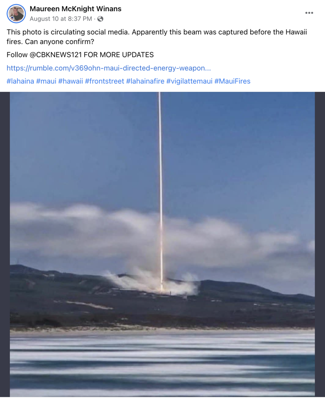 Maureen McKnight Winans
August 10 at 8:37 PM ·
This photo is circulating social media. Apparently this beam was captured before the Hawaii
fires. Can anyone confirm?
Follow @CBKNEWS121 FOR MORE UPDATES
https://rumble.com/v369ohn-maui-directed-energy-weapon...
#lahaina #maui #hawaii #frontstreet #lahainafire #vigilattemaui #MauiFires